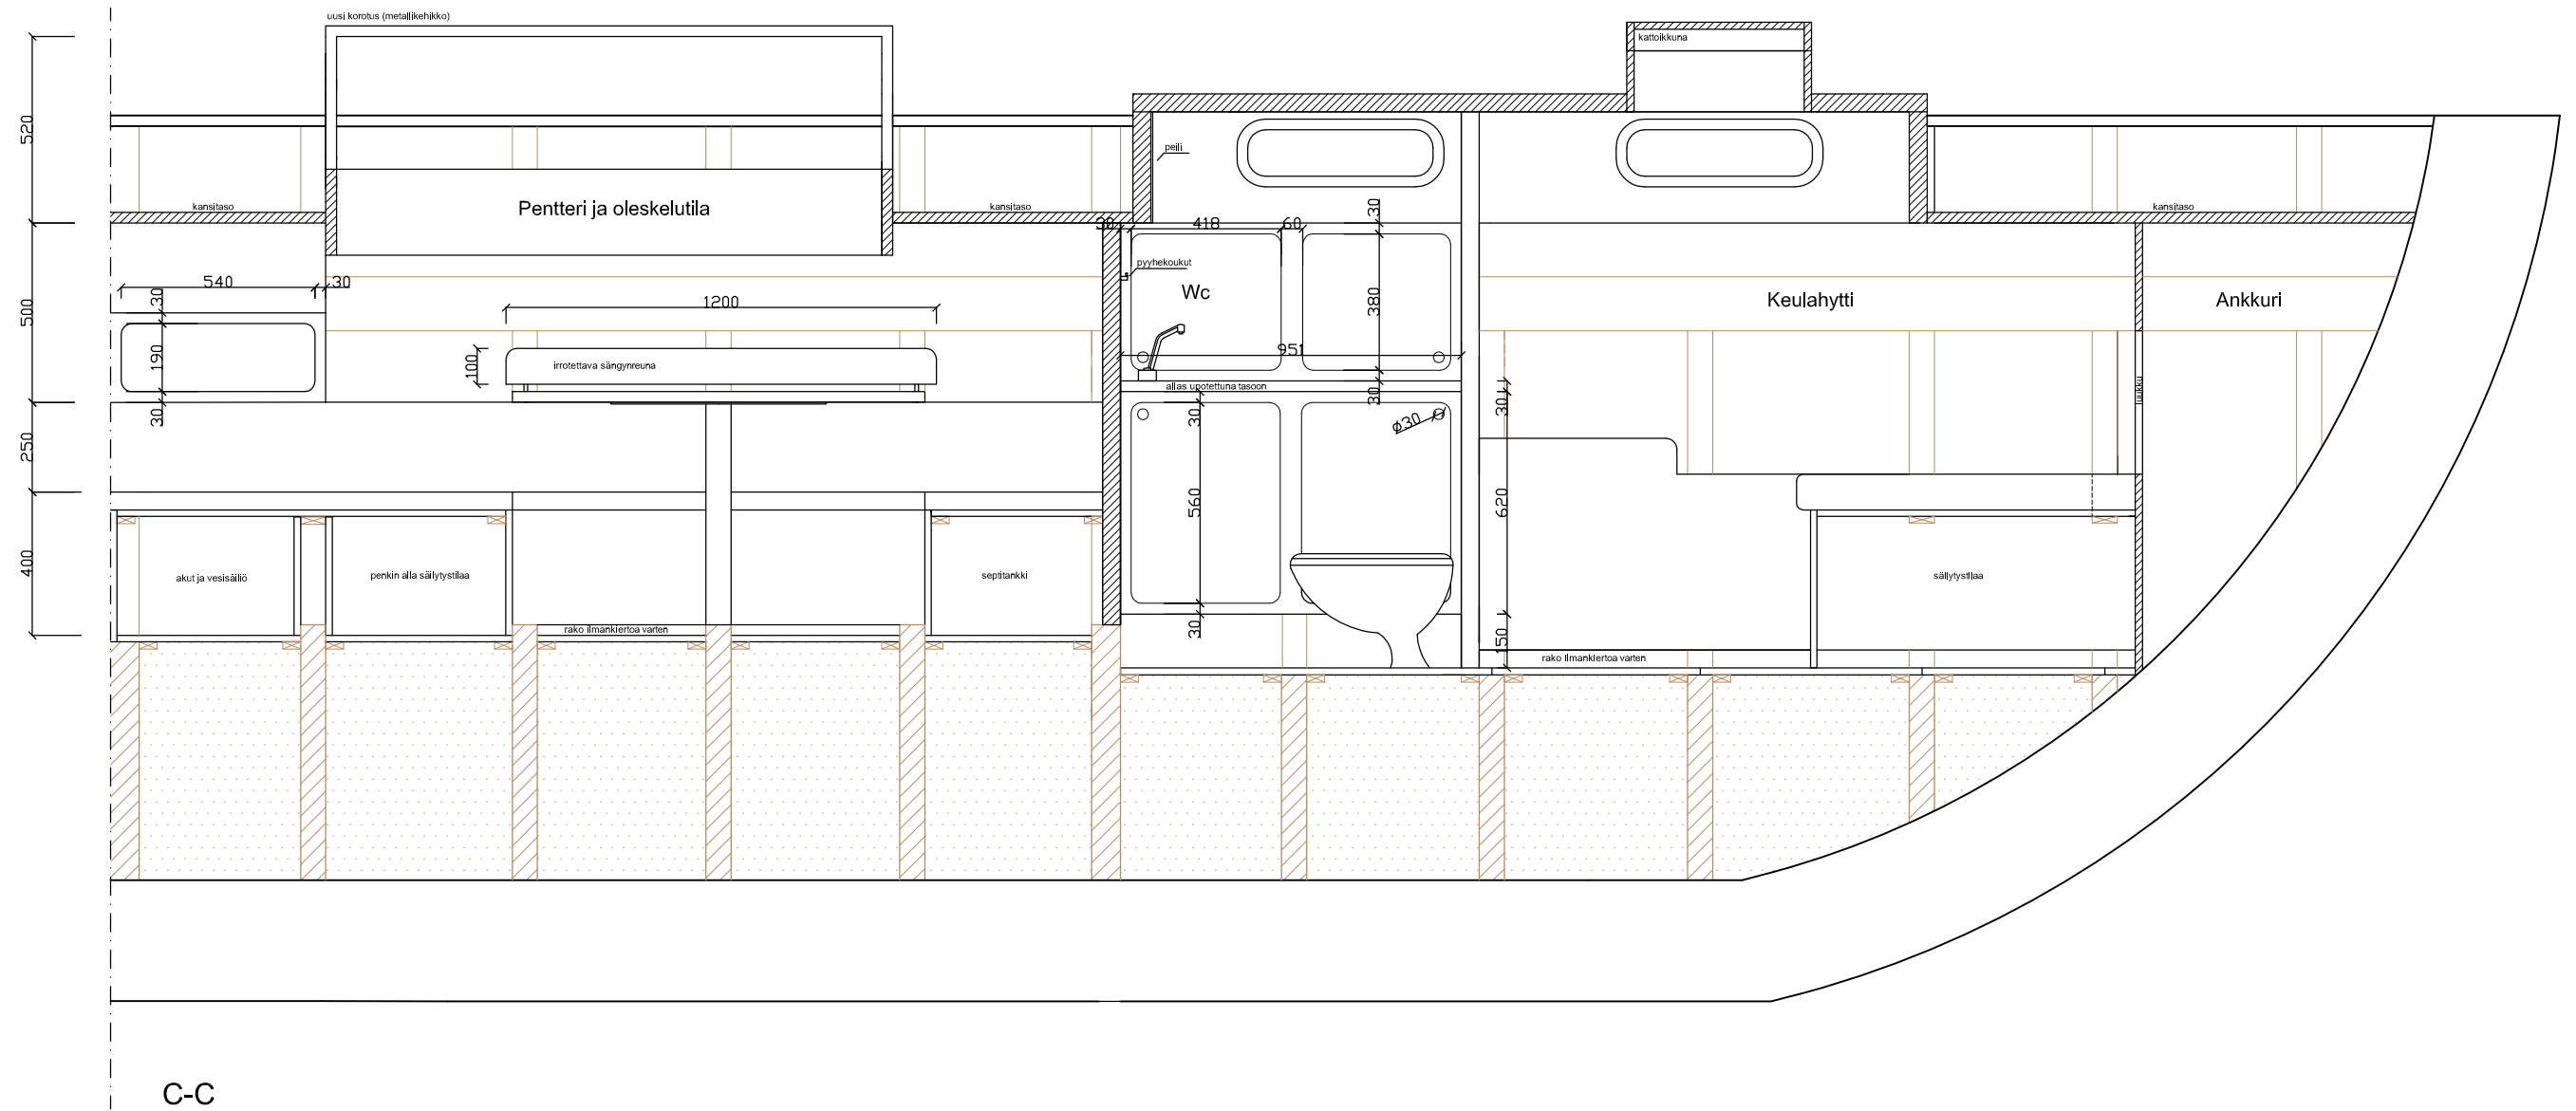 uusi korotus (metallikehikko)
kattoikkuna
520
peili
kansitaso
Pentteri ja oleskelutila
kansitaso
kansitaso
30
418
60
30
pyyhekoukut
Wc
540
30
30
500
1200
380
Keulahytti
Ankkuri
190
100
irrotettava sängynreuna
951
allas upotettuna tasoon
30
30
luukku
30
30
ø30
250
560
620
400
akut ja vesisäiliö
penkin alla säilytystilaa
septitankki
säilytystilaa
rako ilmankiertoa varten
30
150
rako ilmankiertoa varten
C-C